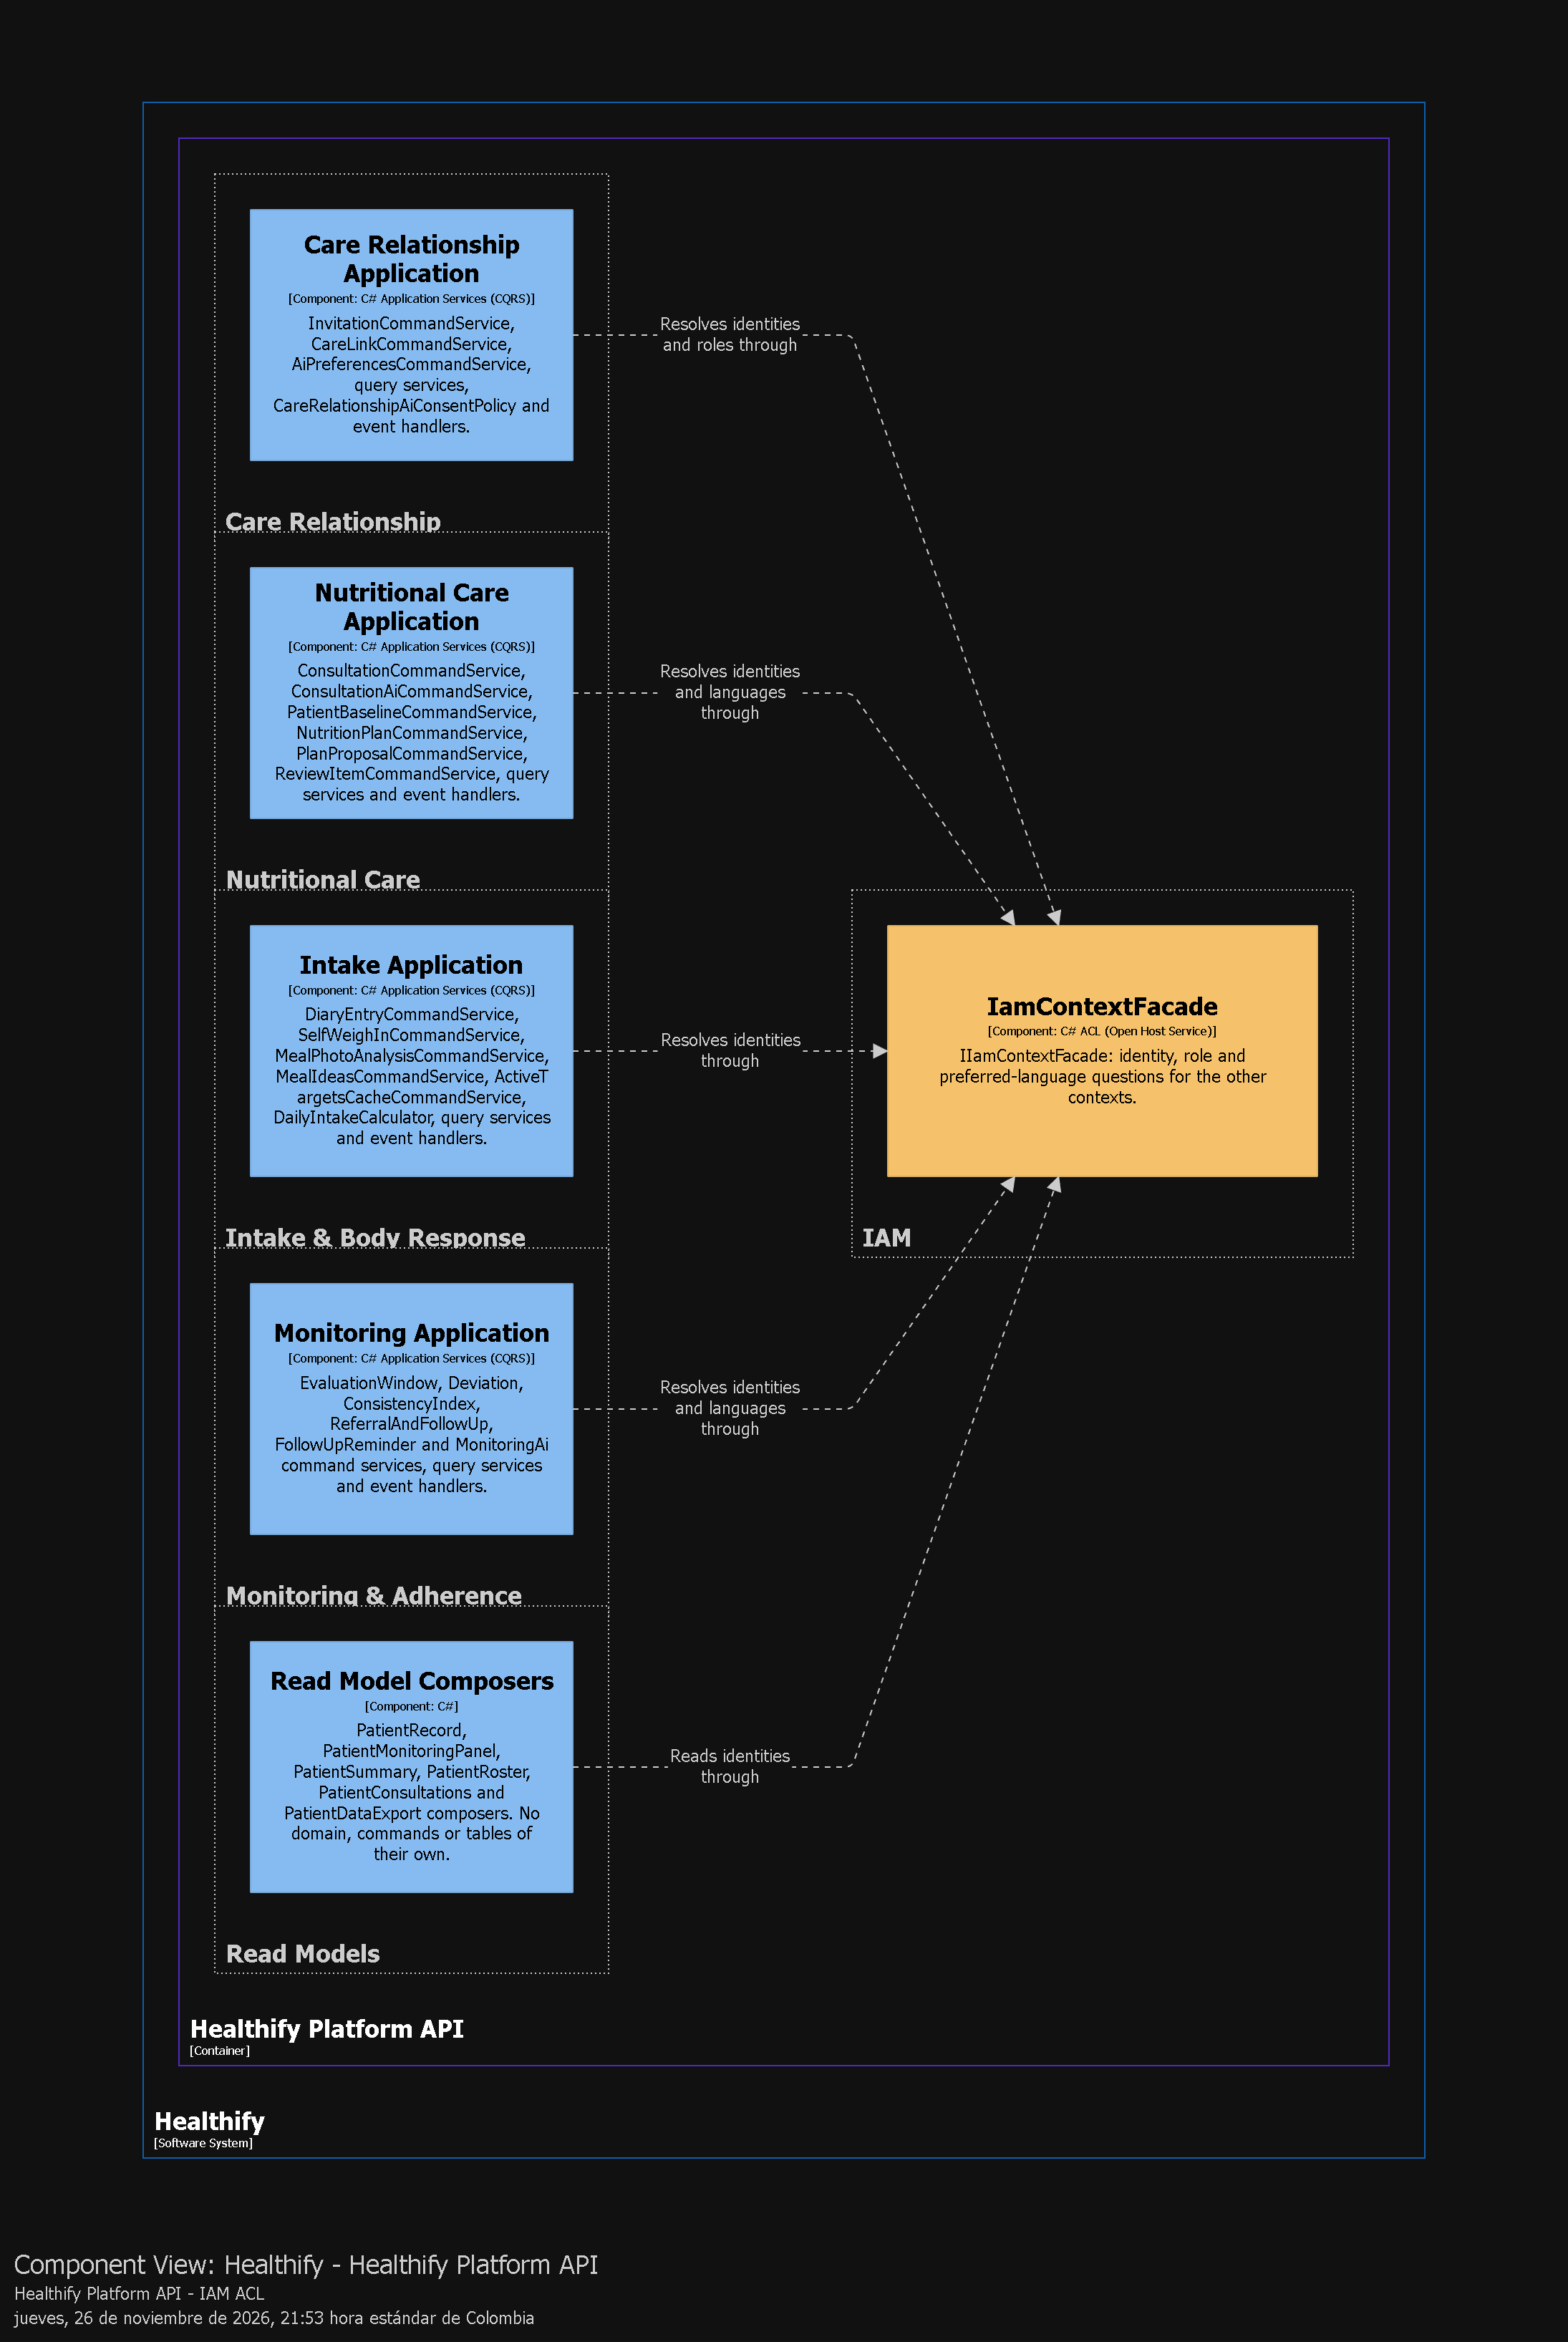 Care Relationship
Application
[Component: C# Application Services (CQRS)]
InvitationCommandService,
CareLinkCommandService,
AiPreferencesCommandService,
query services,
CareRelationshipAiConsentPolicy and
event handlers.
Care Relationship
Resolves identities
and roles through
Nutritional Care
Application
[Component: C# Application Services (CQRS)]
ConsultationCommandService,
ConsultationAiCommandService,
PatientBaselineCommandService,
NutritionPlanCommandService,
PlanProposalCommandService,
ReviewItemCommandService, query
services and event handlers.
Nutritional Care
Resolves identities
and languages
through
Intake Application
[Component: C# Application Services (CQRS)]
DiaryEntryCommandService,
SelfWeighInCommandService,
MealPhotoAnalysisCommandService,
MealIdeasCommandService, ActiveT
argetsCacheCommandService,
DailyIntakeCalculator, query services
and event handlers.
Intake & Body Response
Resolves identities
through
IamContextFacade
[Component: C# ACL (Open Host Service)]
IIamContextFacade: identity, role and
preferred-language questions for the other
contexts.
IAM
Monitoring Application
[Component: C# Application Services (CQRS)]
EvaluationWindow, Deviation,
ConsistencyIndex,
ReferralAndFollowUp,
FollowUpReminder and MonitoringAi
command services, query services
and event handlers.
Monitoring & Adherence
Resolves identities
and languages
through
Read Model Composers
[Component: C#]
PatientRecord,
PatientMonitoringPanel,
PatientSummary, PatientRoster,
PatientConsultations and
PatientDataExport composers. No
domain, commands or tables of
their own.
Read Models
Reads identities
through
Healthify Platform API
[Container]
Healthify
[Software System]
Component View: Healthify - Healthify Platform API
Healthify Platform API - IAM ACL
jueves, 26 de noviembre de 2026, 21:53 hora estándar de Colombia